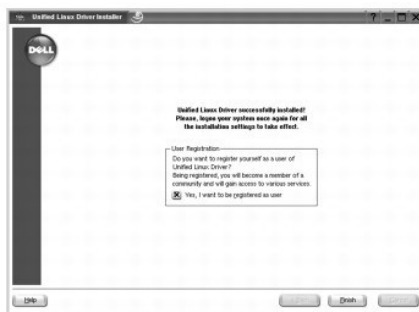 Unified Linux Driver Installer
DELL
Unified Linux Driver successfully installed!
Please, logon your system once again for all
the installation settings to take effect.
User Registration
Do you want to register yourself as a user of
Unified Linux Driver?
Being registered, you will become a member of a
community and will gain access to various services.
Yes, I want to be registered as user
Help
Finish